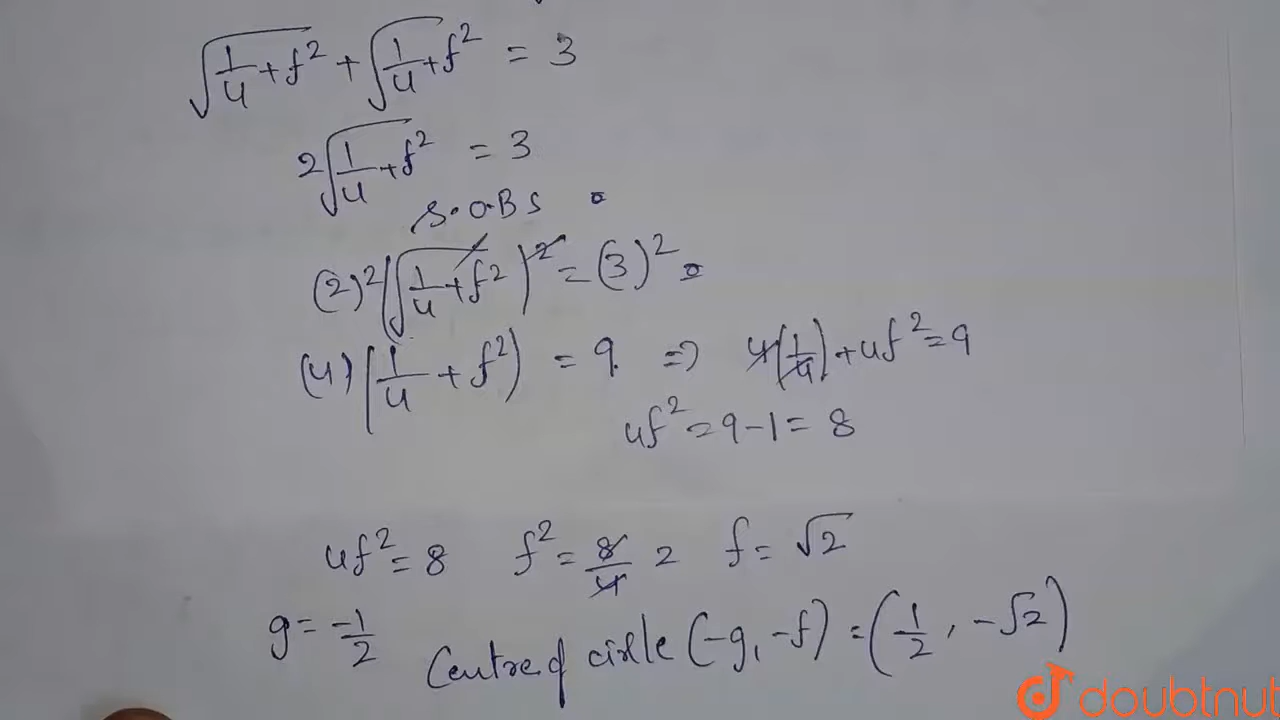 √(1/4 + f²) + √(1/4 + f²) = 3
2√(1/4 + f²) = 3
S.O.B S
(2)² (√(1/4 + f²))² = (3)²
(4) (1/4 + f²) = 9. => 4(1/4) + 4f² = 9
4f² = 9 - 1 = 8
4f² = 8 f² = 8/4 2 f = √2
g = -1/2 Centre of cirlle (-g, -f) = (1/2, -√2)
doubtnut